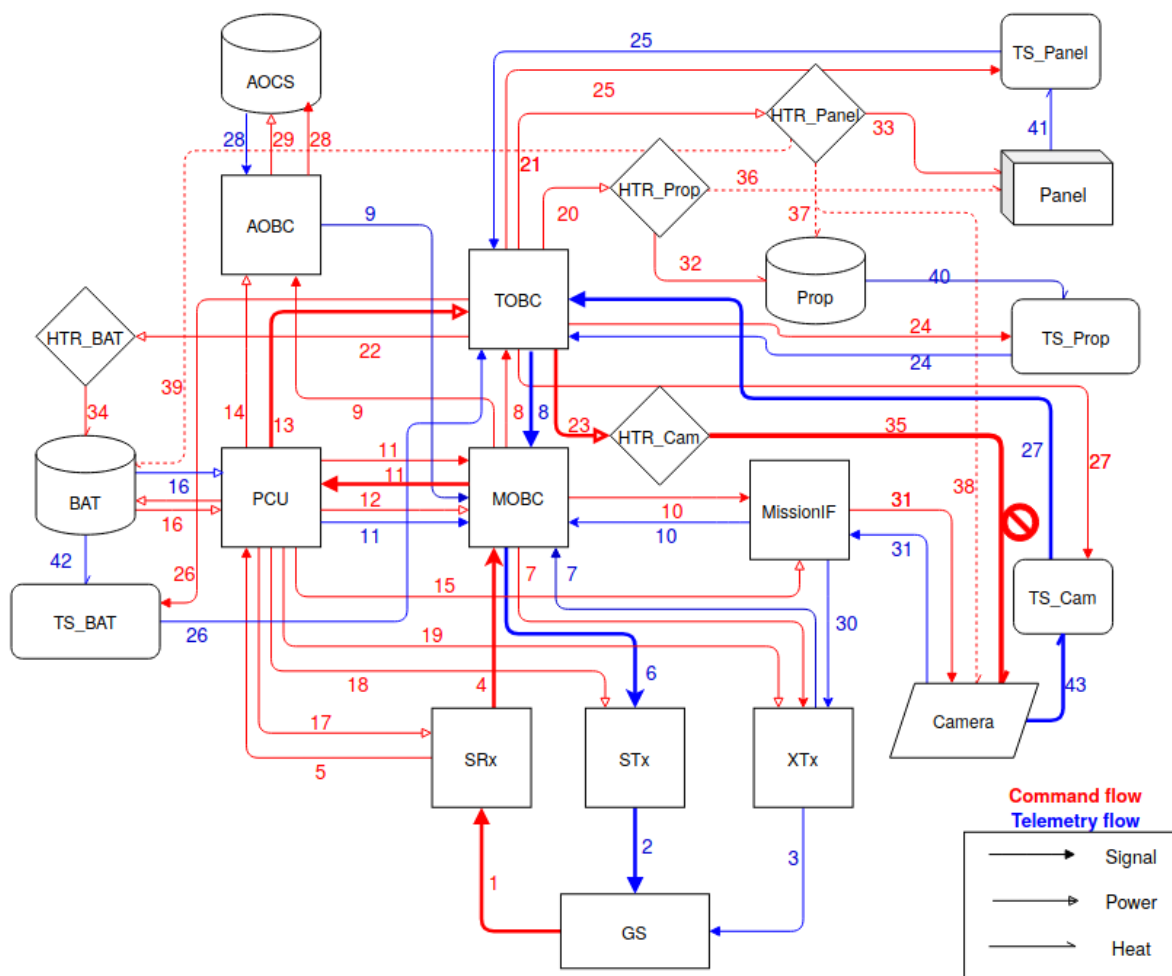 25
TS_Panel
AOCS
25
HTR_Panel
33
41
28
29
28
21
HTR_Prop
36
Panel
20
AOBC
9
37
32
TOBC
Prop
40
HTR_BAT
24
TS_Prop
22
24
39
34
14
13
9
8
8
23
HTR_Cam
35
27
27
BAT
16
16
PCU
11
11
12
11
MOBC
10
10
MissionIF
31
38
31
42
26
TS_BAT
26
15
7
7
30
TS_Cam
19
18
6
4
43
17
5
SRx
STx
XTx
Camera
1
2
3
GS
Command flow
Telemetry flow
Signal
Power
Heat